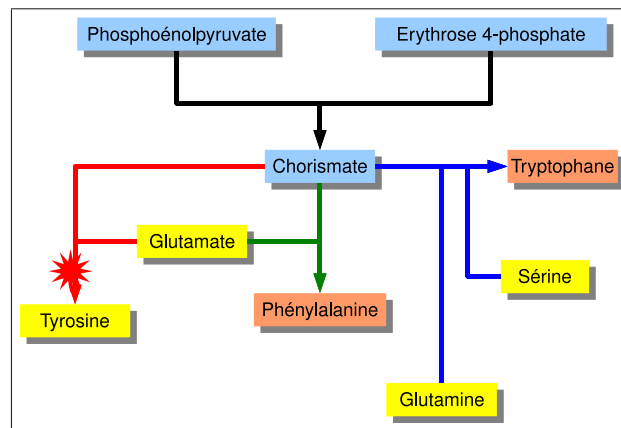 Phosphoénolpyruvate
Erythrose 4-phosphate
Chorismate
Tryptophane
Glutamate
Sérine
Tyrosine
Phénylalanine
Glutamine